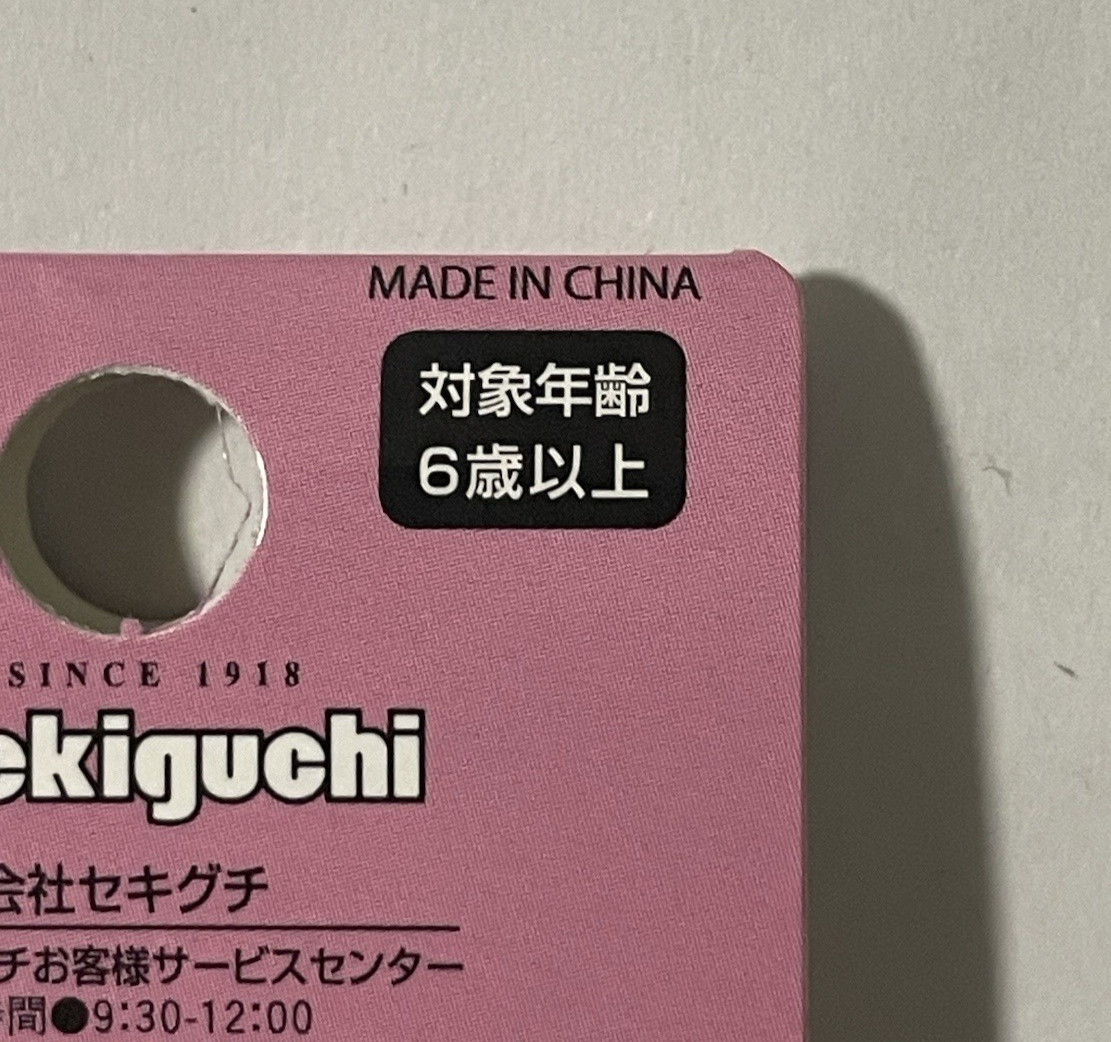 MADE IN CHINA
対象年齢
6歳以上
SINCE 1918
ekiguchi
会社セキグチ
チお客様サービスセンター
間●9:30-12:00